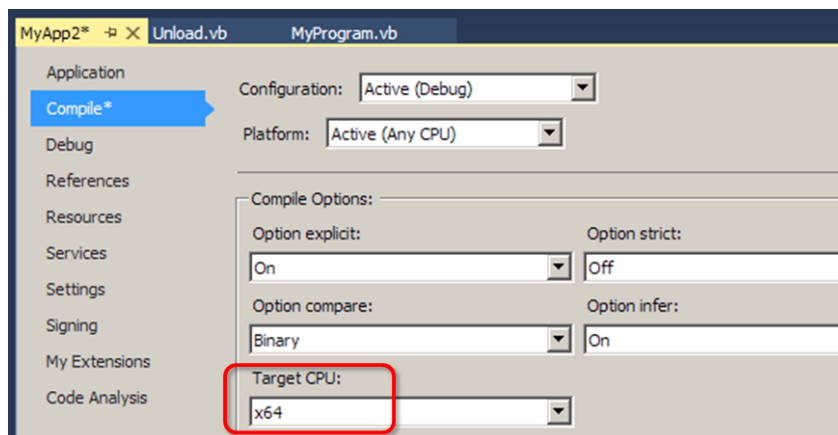 MyApp2* Unload.vb MyProgram.vb
Application
Compile*
Debug
References
Resources
Services
Settings
Signing
My Extensions
Code Analysis
Configuration: Active (Debug)
Platform: Active (Any CPU)
Compile Options:
Option explicit: Option strict:
On Off
Option compare: Option infer:
Binary On
Target CPU:
x64